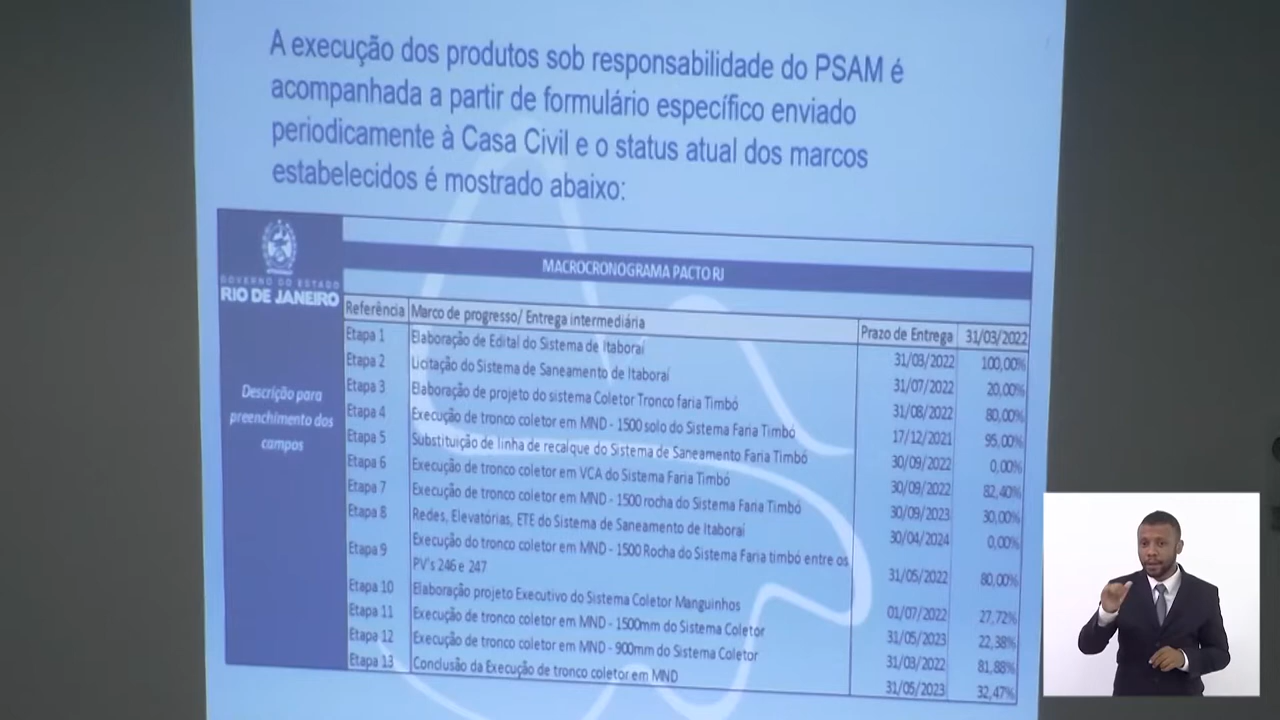 A execução dos produtos sob responsabilidade do PSAM é
acompanhada a partir de formulário específico enviado
periodicamente à Casa Civil e o status atual dos marcos
estabelecidos é mostrado abaixo:
GOVERNO DO ESTADO
RIO DE JANEIRO
Descrição para
preenchimento dos
campos
MACROCRONOGRAMA PACTO RJ
Referência Marco de progresso/ Entrega intermediária Prazo de Entrega 31/03/2022
Etapa 1 Elaboração de Edital do Sistema de Itaboraí 31/03/2022 100,00%
Etapa 2 Licitação do Sistema de Saneamento de Itaboraí 31/07/2022 20,00%
Etapa 3 Elaboração de projeto do sistema Coletor Tronco faria Timbó 31/08/2022 80,00%
Etapa 4 Execução de tronco coletor em MND - 1500 solo do Sistema Faria Timbó 17/12/2021 95,00%
Etapa 5 Substituição de linha de recalque do Sistema de Saneamento Faria Timbó 30/09/2022 0,00%
Etapa 6 Execução de tronco coletor em VCA do Sistema Faria Timbó 30/09/2022 82,40%
Etapa 7 Execução de tronco coletor em MND - 1500 rocha do Sistema Faria Timbó 30/09/2023 30,00%
Etapa 8 Redes, Elevatórias, ETE do Sistema de Saneamento de Itaboraí 30/04/2024 0,00%
Etapa 9 Execução do tronco coletor em MND - 1500 Rocha do Sistema Faria timbó entre os
PV's 246 e 247 31/05/2022 80,00%
Etapa 10 Elaboração projeto Executivo do Sistema Coletor Manguinhos 01/07/2022 27,72%
Etapa 11 Execução de tronco coletor em MND - 1500mm do Sistema Coletor 31/05/2023 22,38%
Etapa 12 Execução de tronco coletor em MND - 900mm do Sistema Coletor 31/03/2022 81,88%
Etapa 13 Conclusão da Execução de tronco coletor em MND 31/05/2023 32,47%